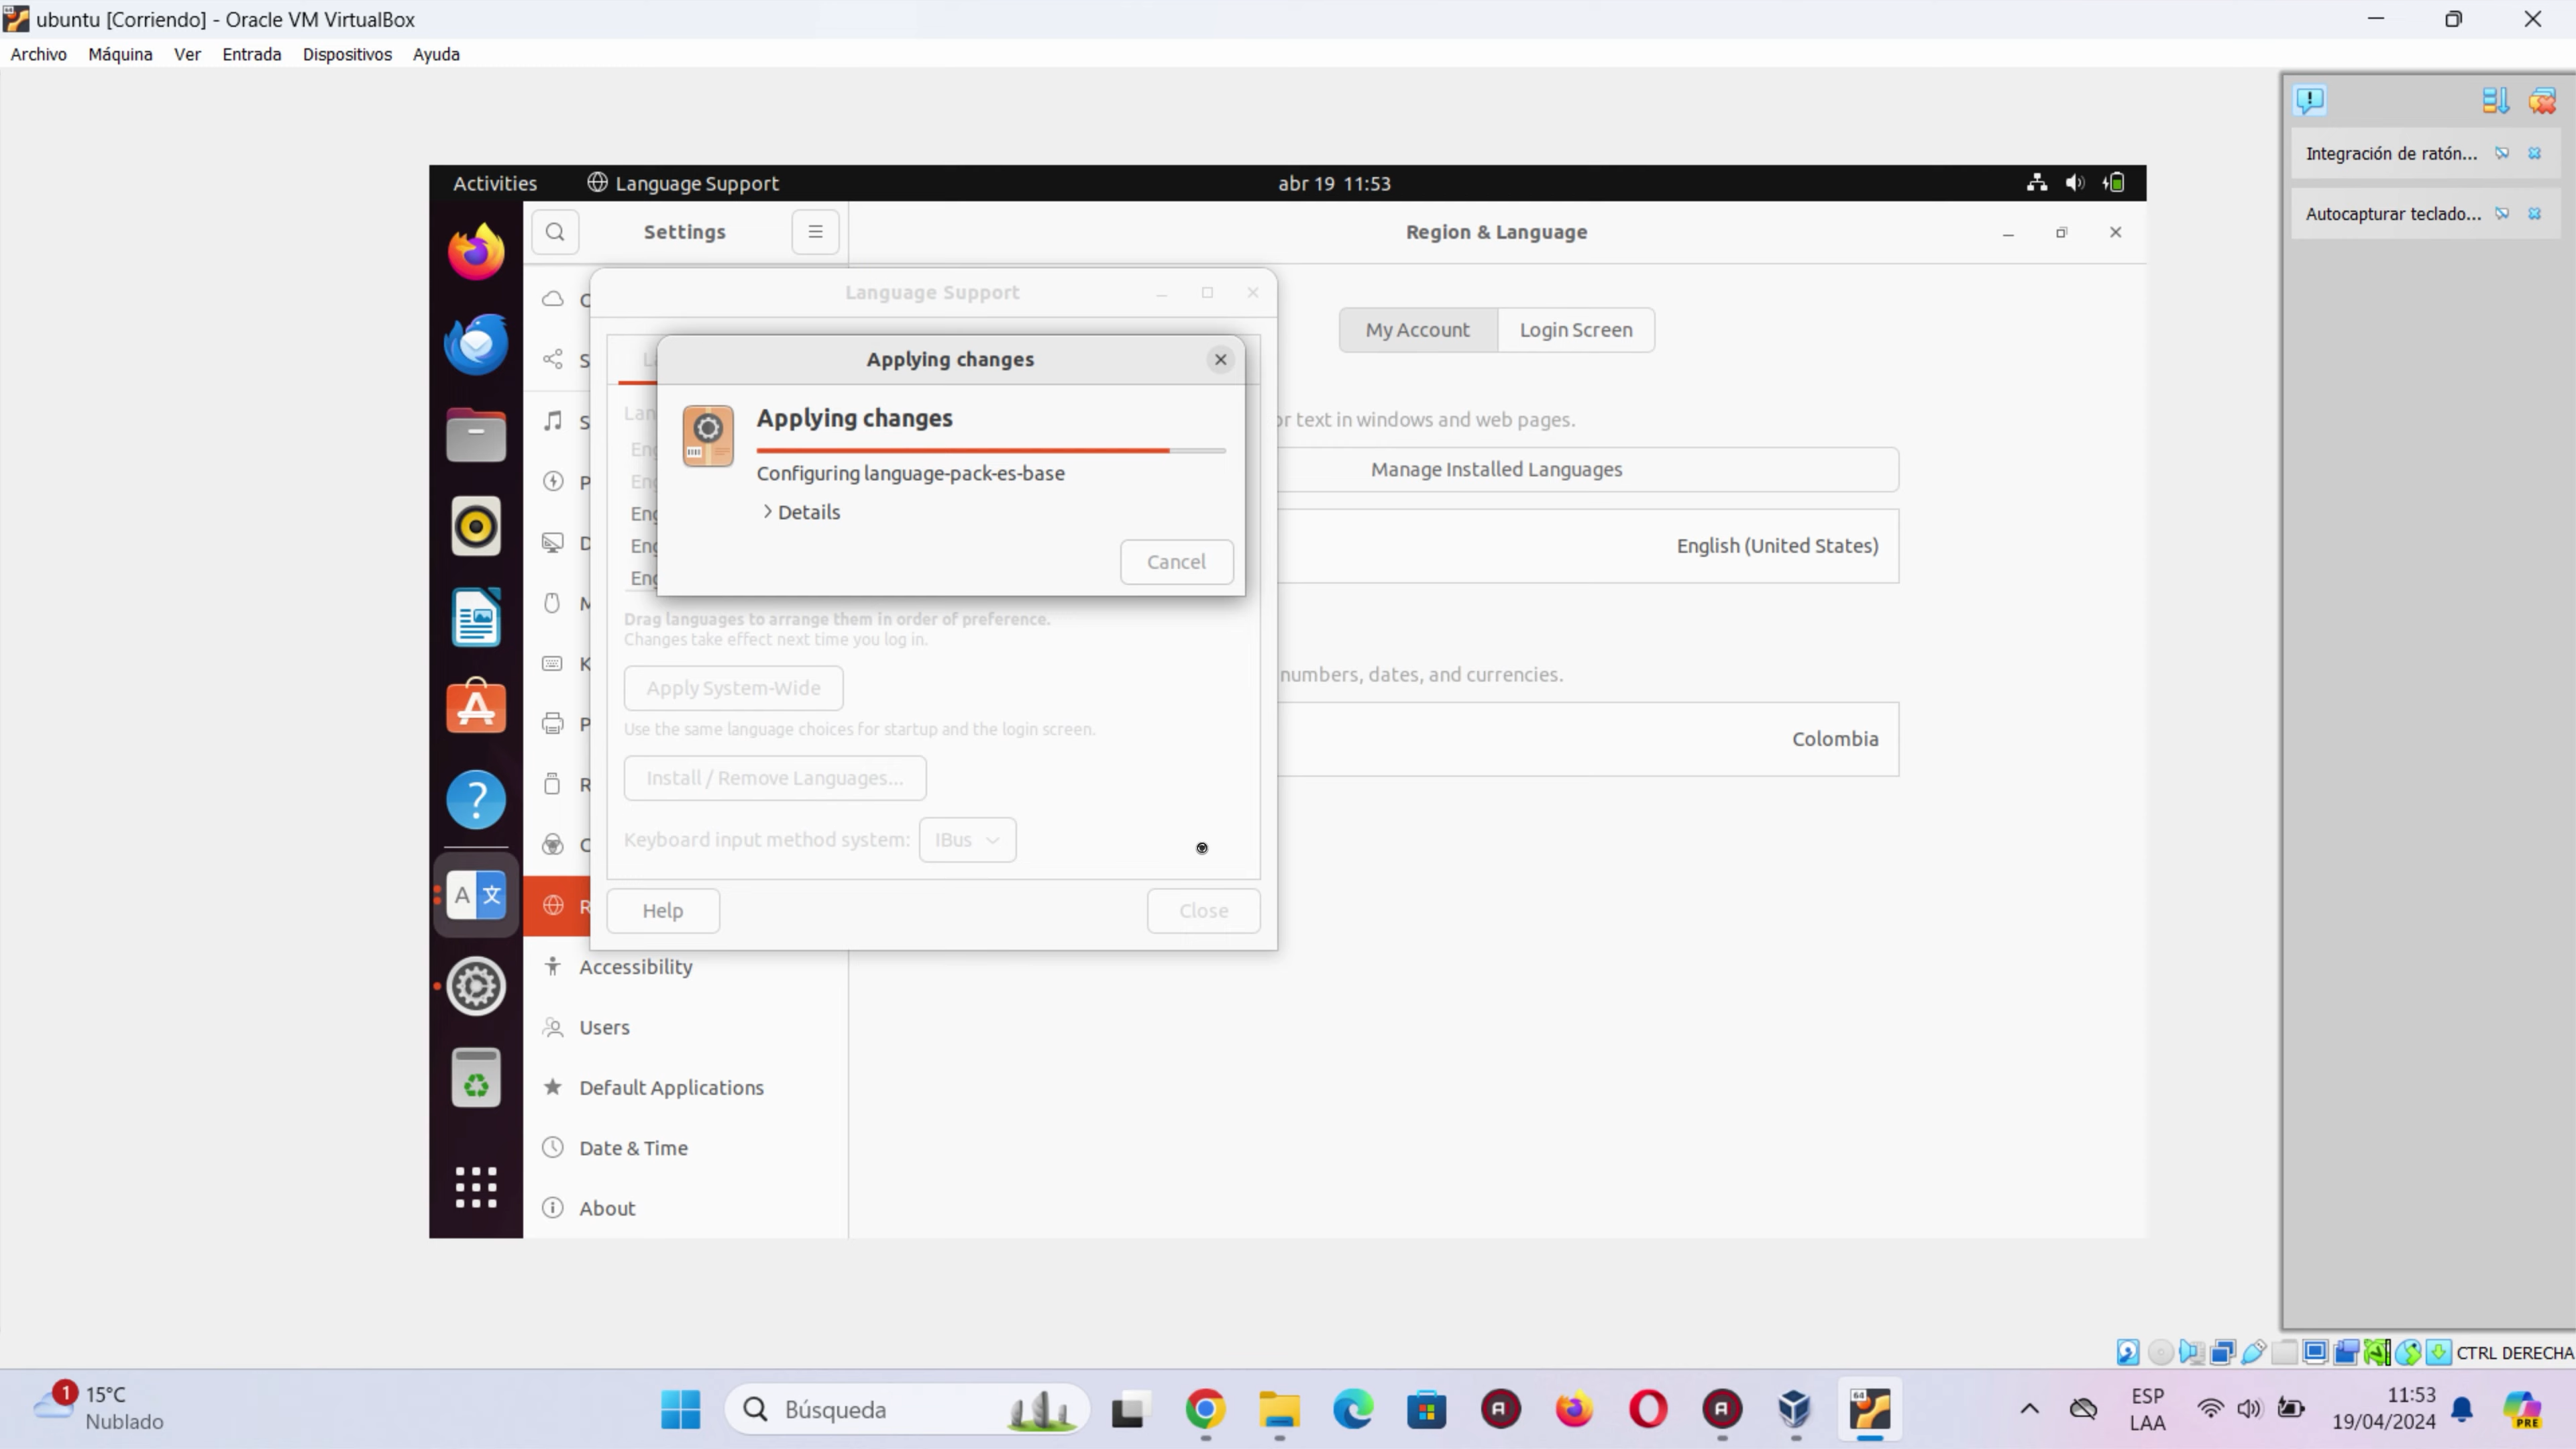 ubuntu [Corriendo] - Oracle VM VirtualBox
Archivo Máquina Ver Entrada Dispositivos Ayuda
Integración de ratón...
Autocapturar teclado...
Activities Language Support abr 19 11:53
Settings Region & Language
Language Support
My Account Login Screen
Applying changes
Applying changes
Configuring language-pack-es-base
Details
Cancel
or text in windows and web pages.
Manage Installed Languages
English (United States)
Drag languages to arrange them in order of preference.
Changes take effect next time you log in.
Apply System-Wide
numbers, dates, and currencies.
Use the same language choices for startup and the login screen.
Colombia
Install / Remove Languages...
Keyboard input method system: IBus
Help Close
Accessibility
Users
Default Applications
Date & Time
About
CTRL DERECHA
1 15°C
Nublado
Búsqueda
ESP
LAA
11:53
19/04/2024
PRE